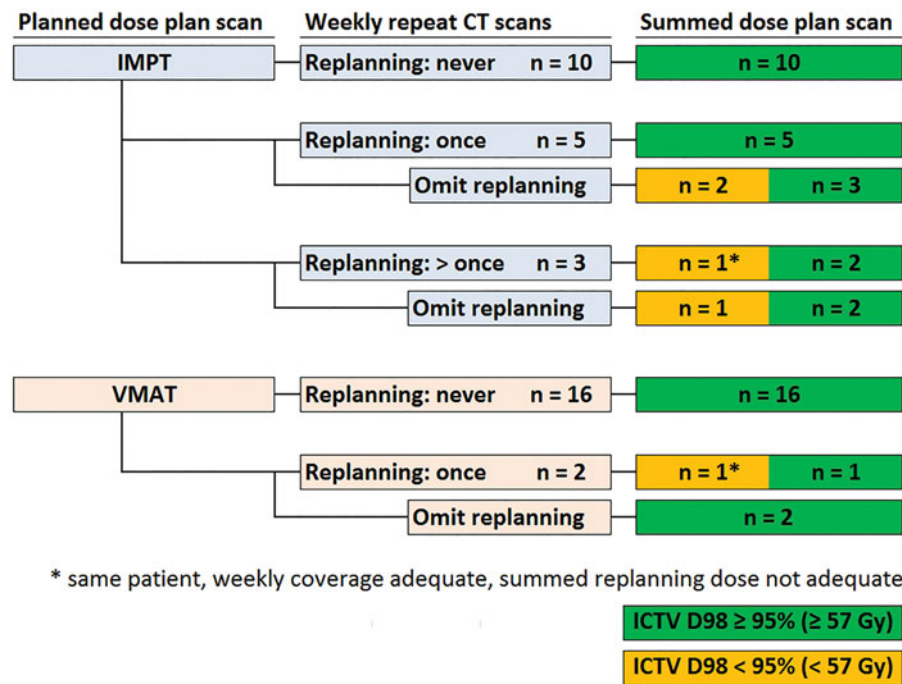 Planned dose plan scan Weekly repeat CT scans Summed dose plan scan
IMPT Replanning: never n = 10 n = 10
Replanning: once n = 5 n = 5
Omit replanning n = 2 n = 3
Replanning: > once n = 3 n = 1* n = 2
Omit replanning n = 1 n = 2
VMAT Replanning: never n = 16 n = 16
Replanning: once n = 2 n = 1* n = 1
Omit replanning n = 2
* same patient, weekly coverage adequate, summed replanning dose not adequate
ICTV D98 ≥ 95% (≥ 57 Gy)
ICTV D98 < 95% (< 57 Gy)